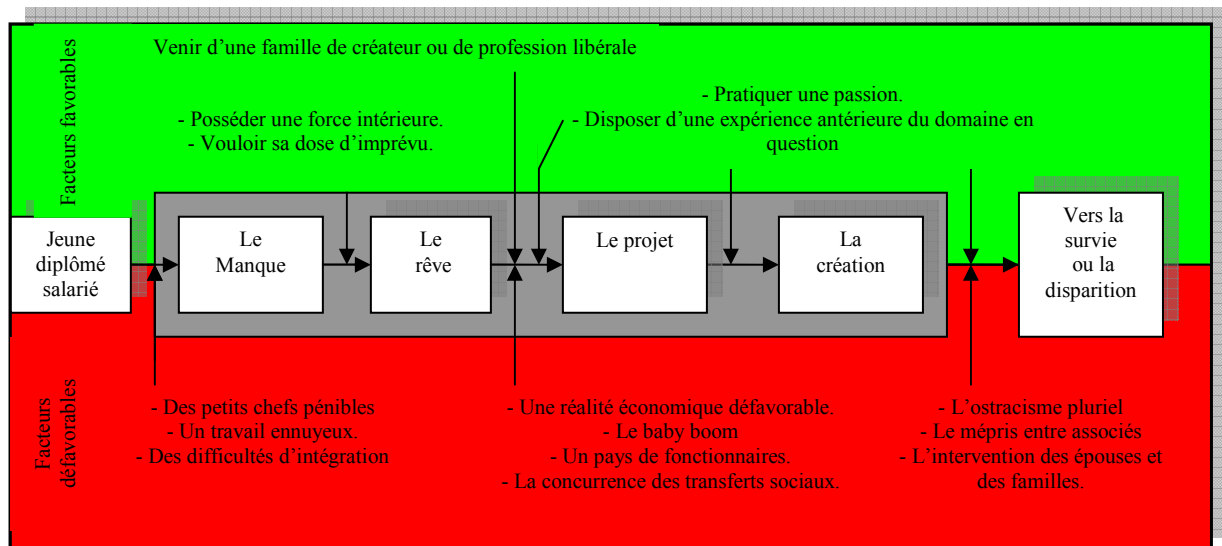 Facteurs favorables
Venir d'une famille de créateur ou de profession libérale
- Posséder une force intérieure.
- Vouloir sa dose d'imprévu.
- Pratiquer une passion.
- Disposer d'une expérience antérieure du domaine en
question
Jeune
diplômé
salarié
Le
Manque
Le
rêve
Le projet
La
création
Vers la
survie
ou la
disparition
Facteurs
défavorables
- Des petits chefs pénibles
- Un travail ennuyeux.
- Des difficultés d'intégration
- Une réalité économique défavorable.
- Le baby boom
- Un pays de fonctionnaires.
- La concurrence des transferts sociaux.
- L'ostracisme pluriel
- Le mépris entre associés
- L'intervention des épouses et
des familles.